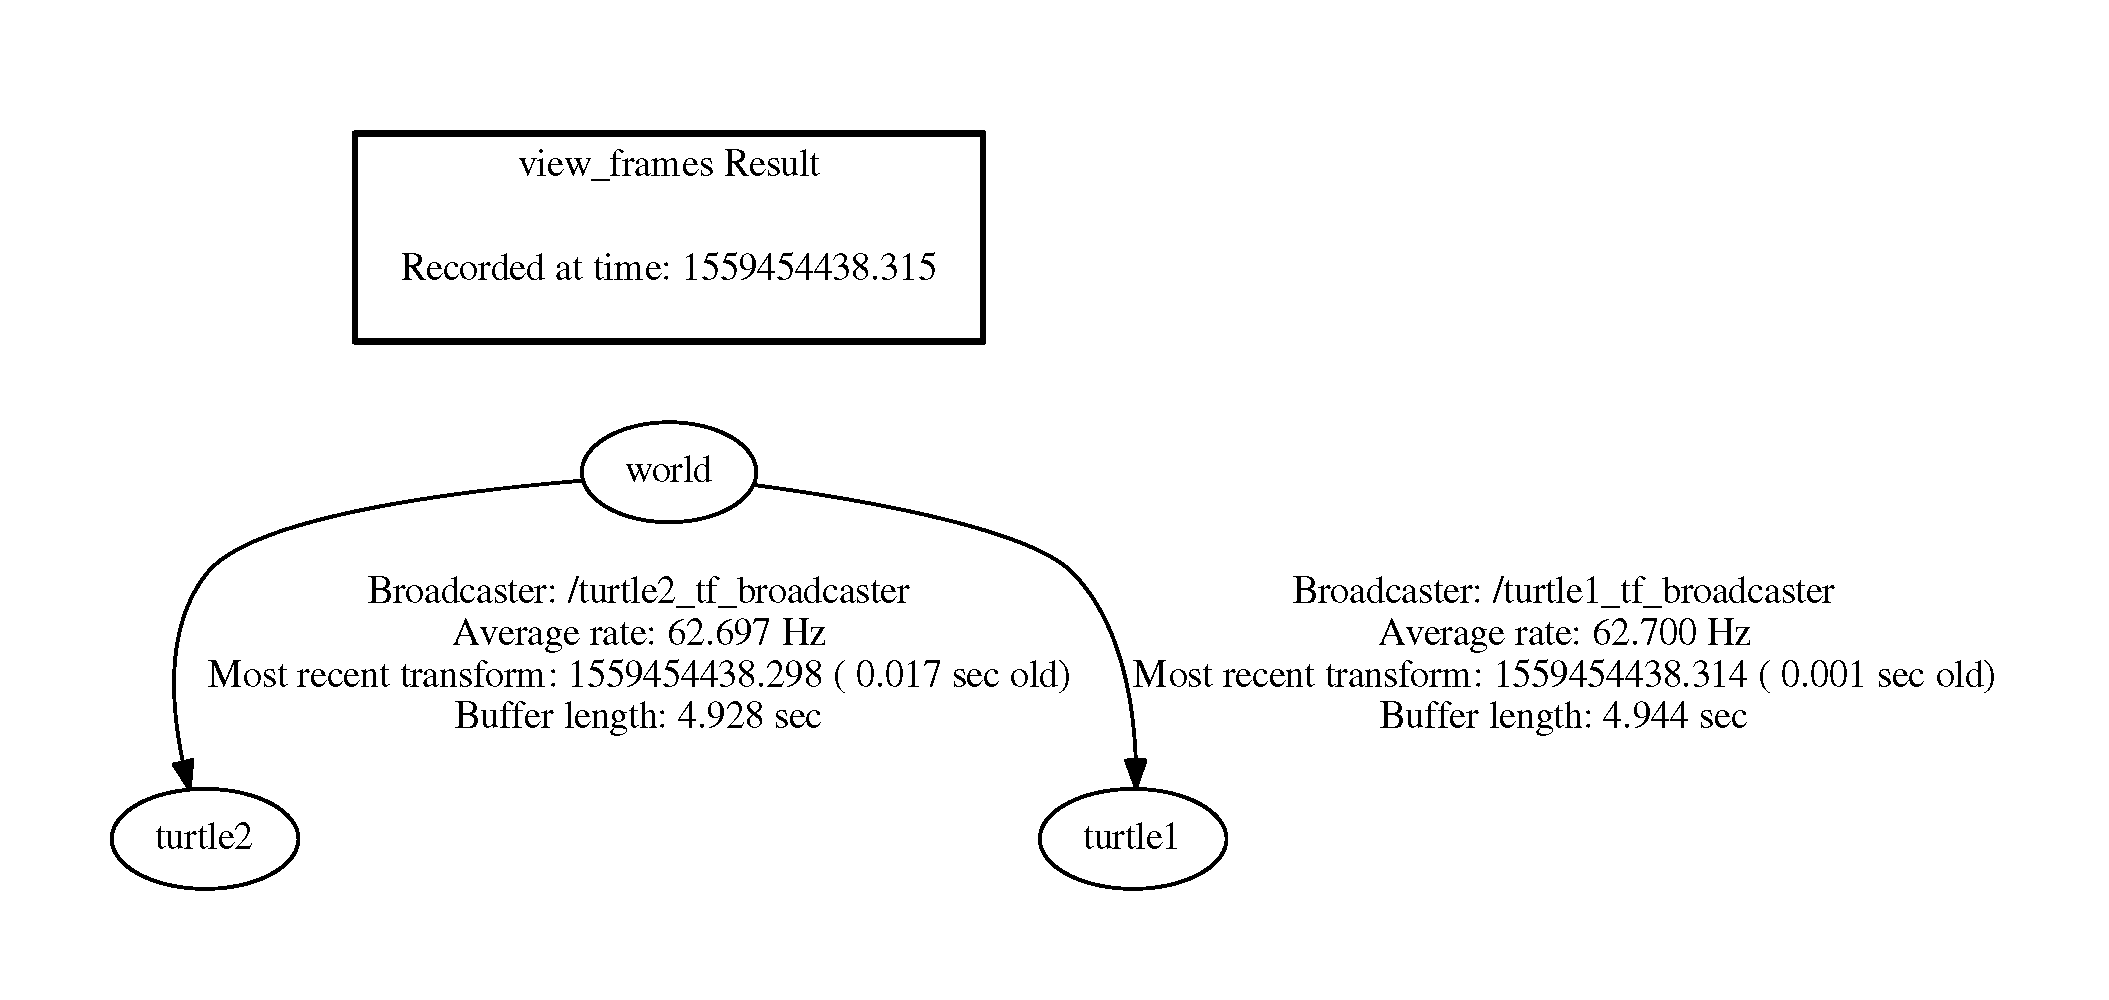 view_frames Result
Recorded at time: 1559454438.315
world
Broadcaster: /turtle2_tf_broadcaster
Average rate: 62.697 Hz
Most recent transform: 1559454438.298 ( 0.017 sec old)
Buffer length: 4.928 sec
Broadcaster: /turtle1_tf_broadcaster
Average rate: 62.700 Hz
Most recent transform: 1559454438.314 ( 0.001 sec old)
Buffer length: 4.944 sec
turtle2
turtle1